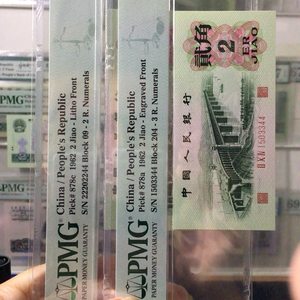 PMG
PAPER MONEY GUARANTY
China / People's Republic
Pick# 878c 1962 2 Jiao - Litho Front
S/N 22202244 Block 09 - 2 R. Numerals
PMG
PAPER MONEY GUARANTY
China / People's Republic
Pick# 878a 1962 2 Jiao - Engraved Front
S/N 1503344 Block 204 - 3 R. Numerals
贰角
2
ER
JIAO
中国人民银行
1503344
PMG